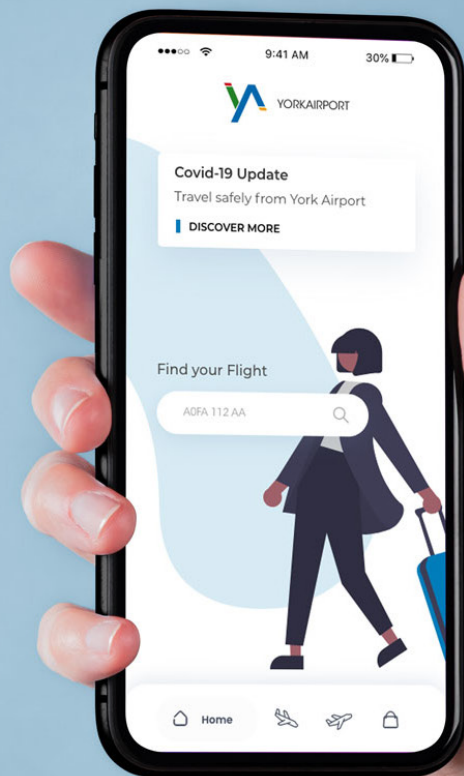 9:41 AM
30%
YA YORKAIRPORT
Covid-19 Update
Travel safely from York Airport
DISCOVER MORE
Find your Flight
A0FA 112 AA
Home